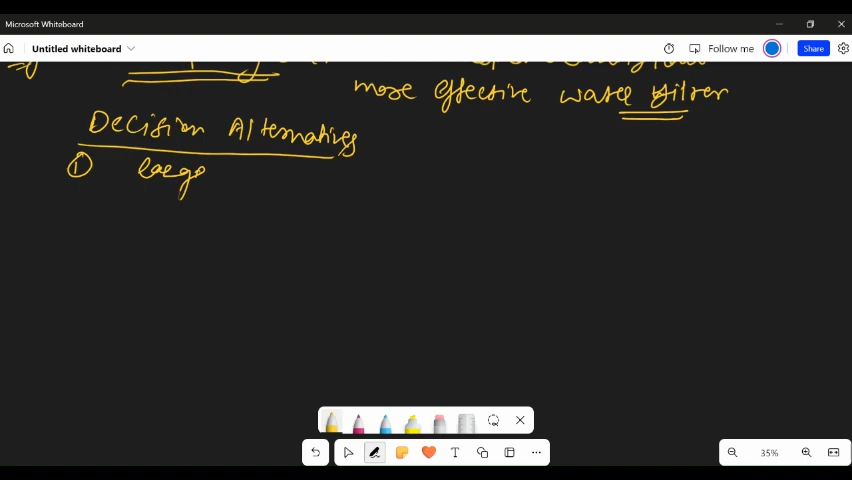 Microsoft Whiteboard
Untitled whiteboard
Follow me
Share
more effective water filter
Decision Alternatives
① large
T
35%